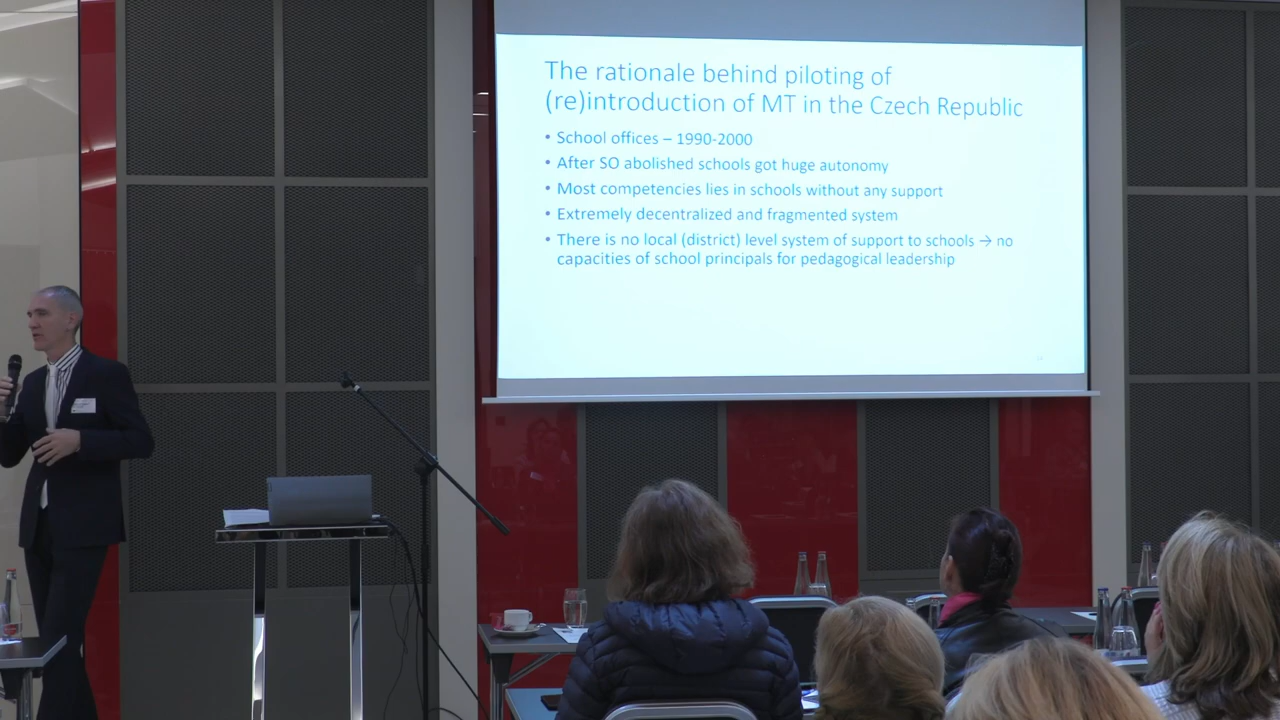 The rationale behind piloting of
(re)introduction of MT in the Czech Republic
• School offices – 1990-2000
• After SO abolished schools got huge autonomy
• Most competencies lies in schools without any support
• Extremely decentralized and fragmented system
• There is no local (district) level system of support to schools → no
capacities of school principals for pedagogical leadership